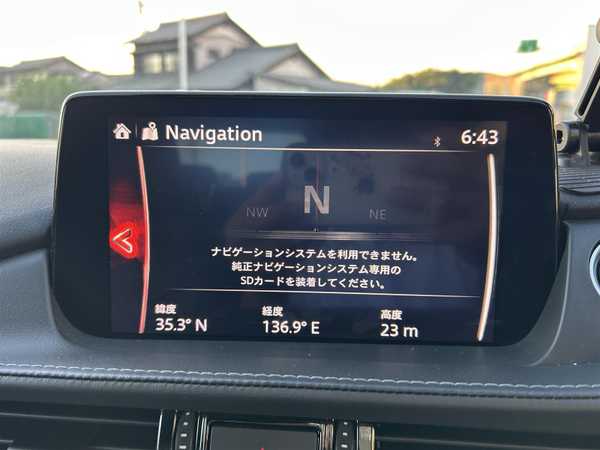 Navigation 6:43
NW N NE
ナビゲーションシステムを利用できません。
純正ナビゲーションシステム専用の
SDカードを装着してください。
緯度 経度 高度
35.3° N 136.9° E 23 m